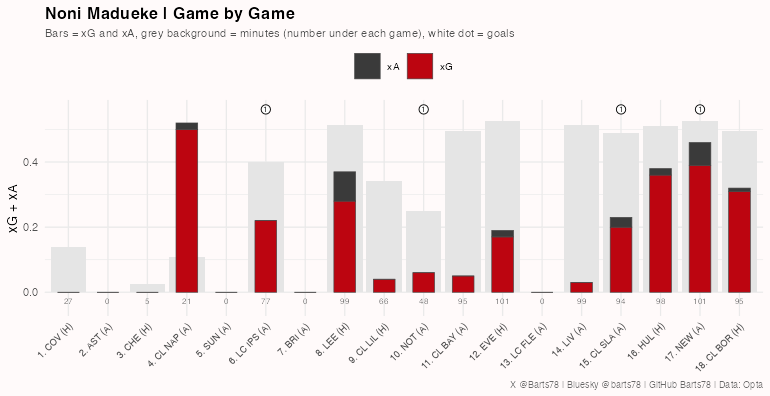 Noni Madueke | Game by Game
Bars = xG and xA, grey background = minutes (number under each game), white dot = goals
xA xG
1 1 1 1
xG + xA
0.4
0.2
0.0
27 0 5 21 0 77 0 99 66 48 95 101 0 99 94 98 101 95
1. COV (H)
2. AST (A)
3. CHE (H)
4. CL NAP (A)
5. SUN (A)
6. LC IPS (A)
7. BRI (A)
8. LEE (H)
9. CL LIL (H)
10. NOT (A)
11. CL BAY (A)
12. EVE (H)
13. LC FLE (A)
14. LIV (A)
15. CL SLA (A)
16. HUL (H)
17. NEW (A)
18. CL BOR (H)
X @Barts78 | Bluesky @barts78 | GitHub Barts78 | Data: Opta